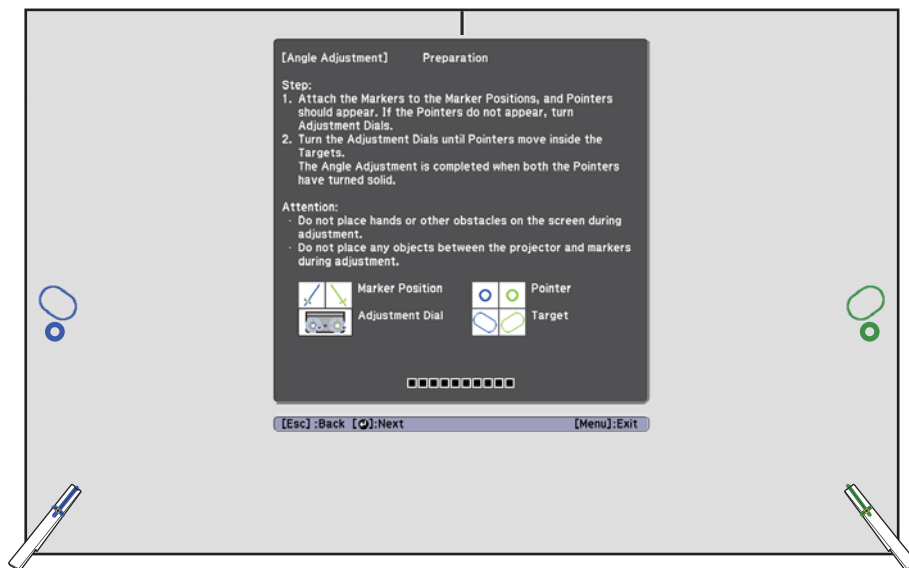 [Angle Adjustment] Preparation
Step:
1. Attach the Markers to the Marker Positions, and Pointers
should appear. If the Pointers do not appear, turn
Adjustment Dials.
2. Turn the Adjustment Dials until Pointers move inside the
Targets.
The Angle Adjustment is completed when both the Pointers
have turned solid.
Attention:
· Do not place hands or other obstacles on the screen during
adjustment.
· Do not place any objects between the projector and markers
during adjustment.
Marker Position
Pointer
Adjustment Dial
Target
[Esc] :Back [⏎]:Next
[Menu]:Exit